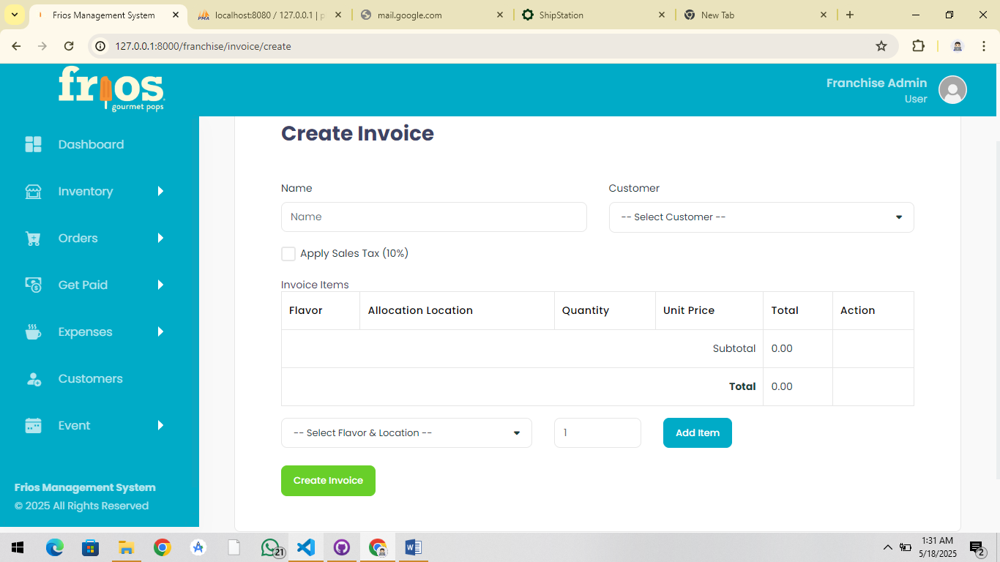 Frios Management System
localhost:8080 / 127.0.0.1 | p
mail.google.com
ShipStation
New Tab
127.0.0.1:8000/franchise/invoice/create
frios
gourmet pops
Franchise Admin
User
Dashboard
Inventory
Orders
Get Paid
Expenses
Customers
Event
Frios Management System
© 2025 All Rights Reserved
Create Invoice
Name Customer
Name -- Select Customer --
Apply Sales Tax (10%)
Invoice Items
Flavor Allocation Location Quantity Unit Price Total Action
Subtotal 0.00
Total 0.00
-- Select Flavor & Location -- 1 Add Item
Create Invoice
21
1:31 AM
5/18/2025
2